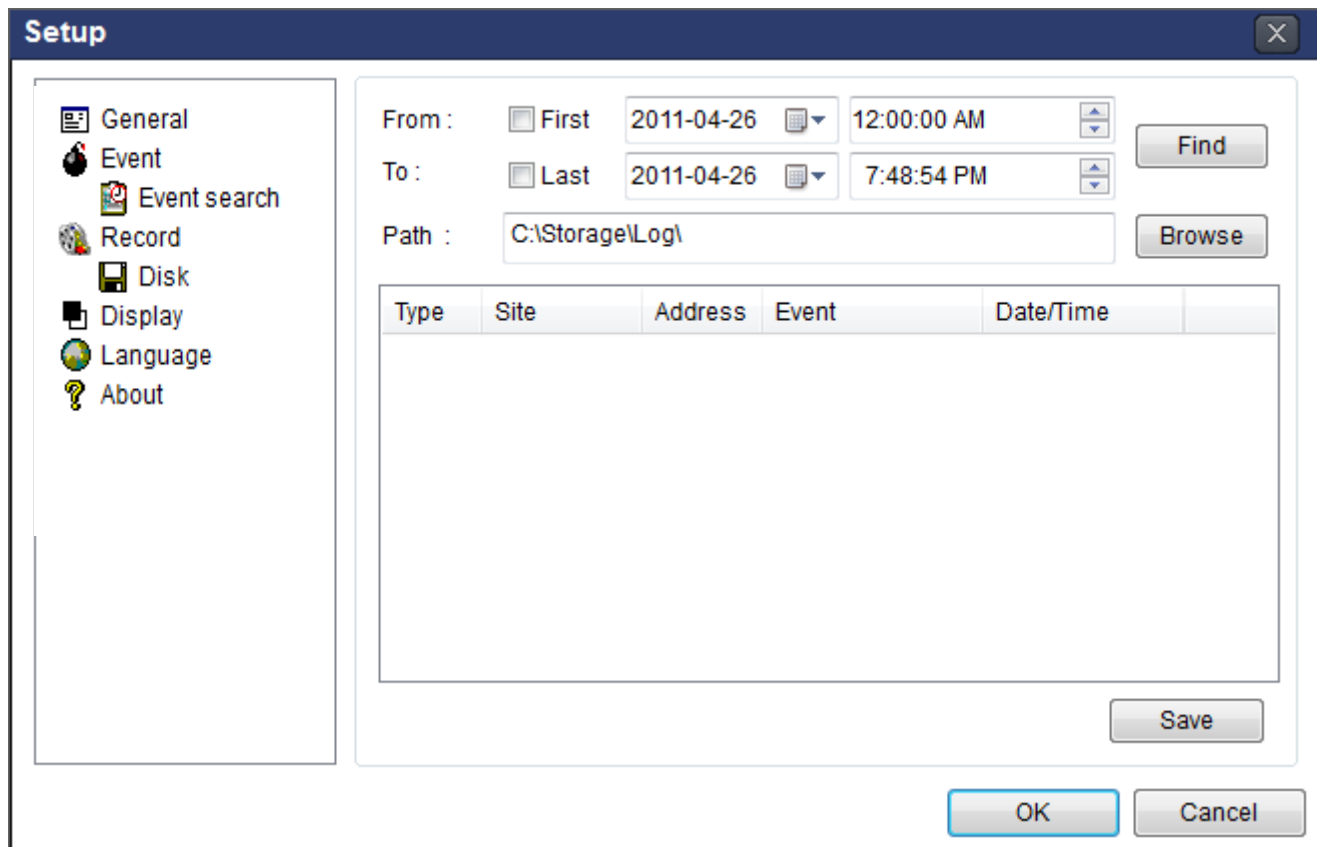 Setup
General
Event
Event search
Record
Disk
Display
Language
About
From : First 2011-04-26 12:00:00 AM
To : Last 2011-04-26 7:48:54 PM
Find
Path : C:\Storage\Log\ Browse
Type Site Address Event Date/Time
Save
OK Cancel